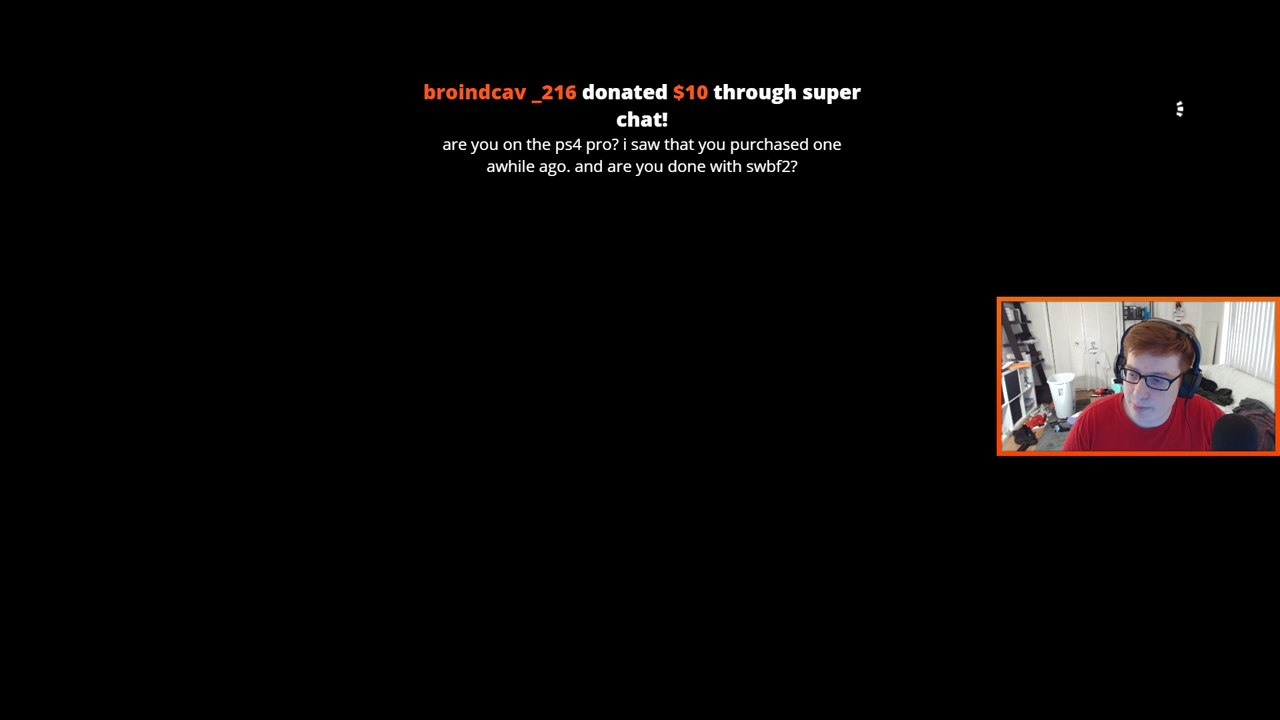 broindcav _216 donated $10 through super
chat!
are you on the ps4 pro? i saw that you purchased one
awhile ago. and are you done with swbf2?